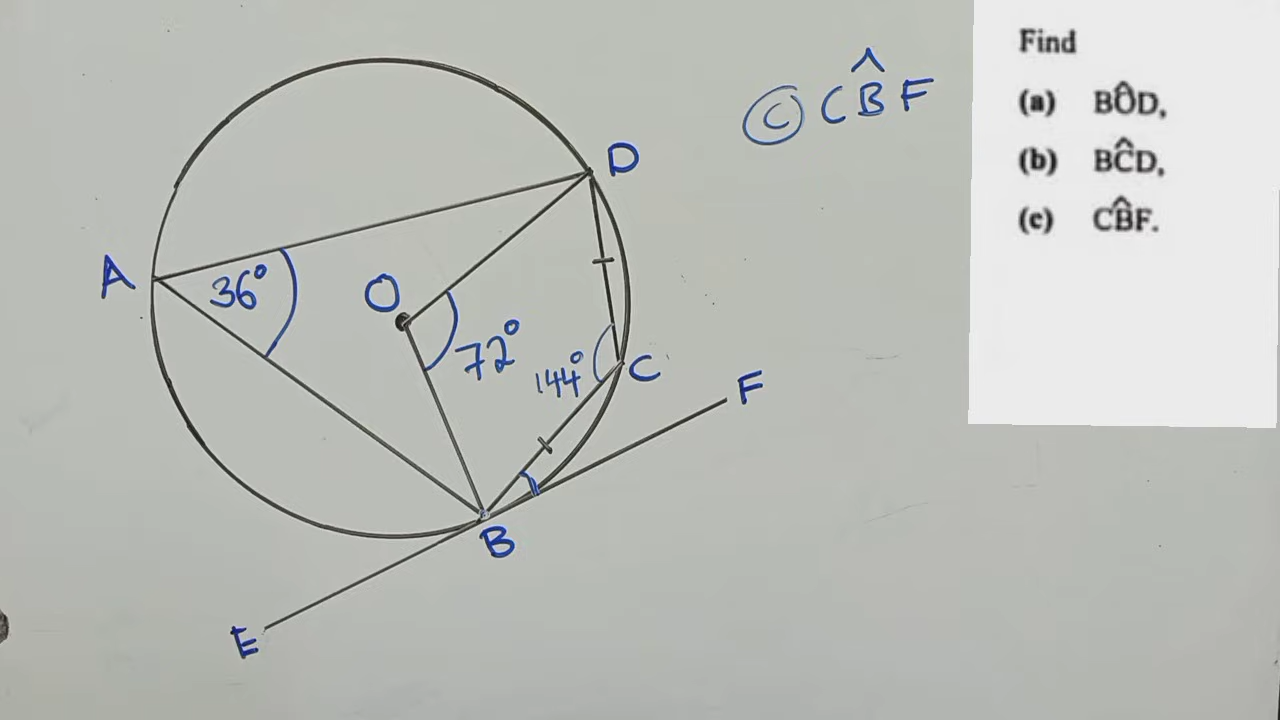 Ⓒ CB̂F
D
A
36°
O
72°
144°
C
F
B
E
Find
(a) BÔD,
(b) BĈD,
(c) CB̂F.